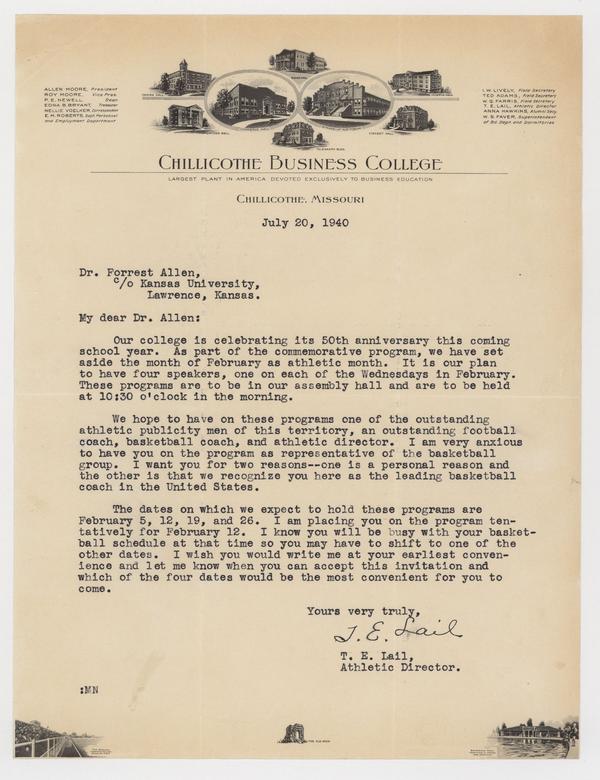 ALLEN MOORE, President
ROY MOORE, Vice Pres.
P. E. NEWELL, Dean
EDNA B. BRYANT, Treasurer
NELLIE VOELKER, Correspondent
E. H. ROBERTS, Dept. Personnel
and Employment Department
I. W. LIVELY, Field Secretary
TED ADAMS, Field Secretary
W. G. FARRIS, Field Secretary
T. E. LAIL, Athletic Director
ANNA HAWKINS, Alumni Secy.
W. S. FAVER, Superintendent
of Bd. Dept. and Dormitories
CHILLICOTHE BUSINESS COLLEGE
LARGEST PLANT IN AMERICA DEVOTED EXCLUSIVELY TO BUSINESS EDUCATION
CHILLICOTHE, MISSOURI
July 20, 1940
Dr. Forrest Allen,
c/o Kansas University,
Lawrence, Kansas.
My dear Dr. Allen:
Our college is celebrating its 50th anniversary this coming
school year. As part of the commemorative program, we have set
aside the month of February as athletic month. It is our plan
to have four speakers, one on each of the Wednesdays in February.
These programs are to be in our assembly hall and are to be held
at 10:30 o'clock in the morning.
We hope to have on these programs one of the outstanding
athletic publicity men of this territory, an outstanding football
coach, basketball coach, and athletic director. I am very anxious
to have you on the program as representative of the basketball
group. I want you for two reasons--one is a personal reason and
the other is that we recognize you here as the leading basketball
coach in the United States.
The dates on which we expect to hold these programs are
February 5, 12, 19, and 26. I am placing you on the program ten-
tatively for February 12. I know you will be busy with your basket-
ball schedule at that time so you may have to shift to one of the
other dates. I wish you would write me at your earliest conven-
ience and let me know when you can accept this invitation and
which of the four dates would be the most convenient for you to
come.
Yours very truly,
T. E. Lail
T. E. Lail,
Athletic Director.
:MN